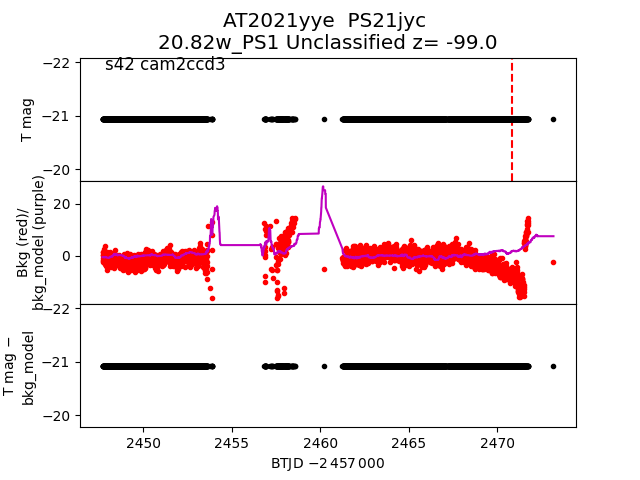 AT2021yye  PS21jyc
20.82w_PS1 Unclassified z= -99.0
s42 cam2ccd3
−22
−21
−20
T mag
20
0
Bkg (red)/
bkg_model (purple)
−22
−21
−20
T mag −
bkg_model
2450 2455 2460 2465 2470
BTJD −2 457 000